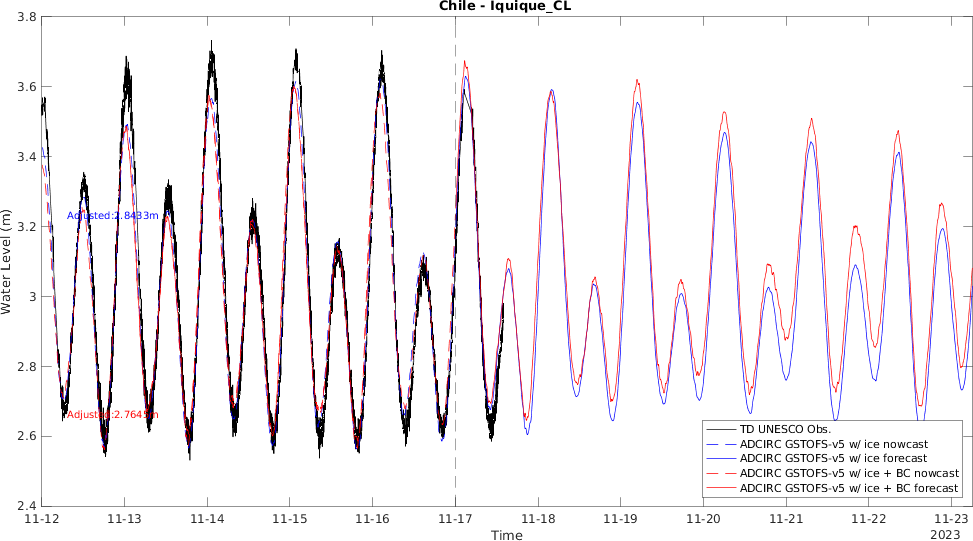 Chile - Iquique_CL
3.8
3.6
3.4
3.2
3
2.8
2.6
2.4
Water Level (m)
Adjusted:2.8433m
Adjusted:2.7645m
TD UNESCO Obs.
ADCIRC GSTOFS-v5 w/ ice nowcast
ADCIRC GSTOFS-v5 w/ ice forecast
ADCIRC GSTOFS-v5 w/ ice + BC nowcast
ADCIRC GSTOFS-v5 w/ ice + BC forecast
11-12 11-13 11-14 11-15 11-16 11-17 11-18 11-19 11-20 11-21 11-22 11-23
Time
2023